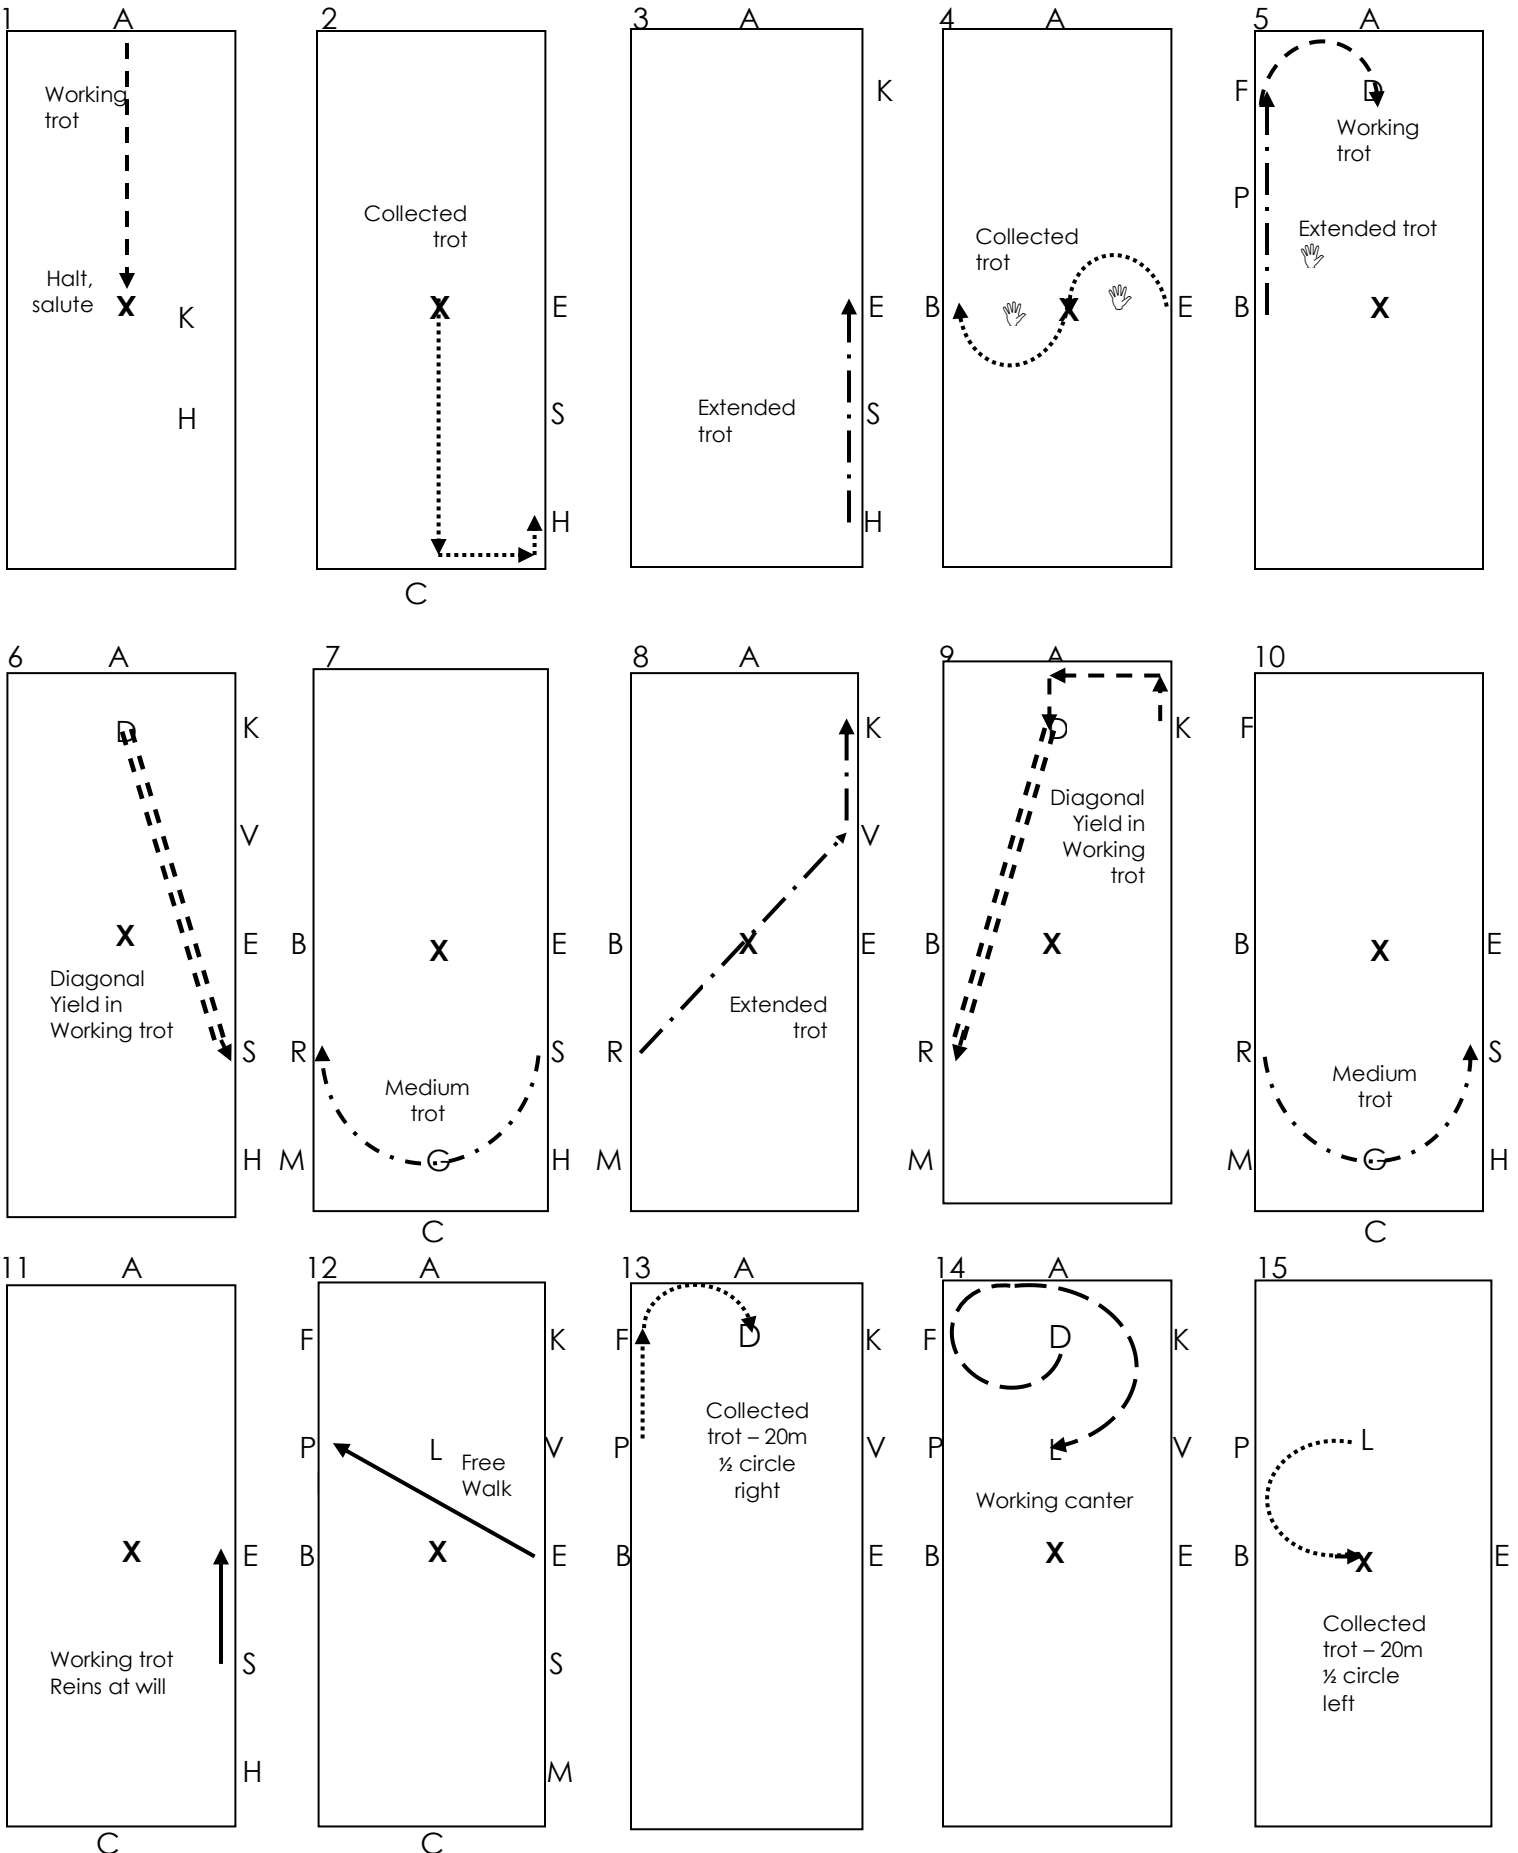 1 A
Working
trot
Halt,
salute X
K
H
2
Collected
trot
X E
S
H
C
3 A
K
E
Extended
trot
S
H
4 A
Collected
trot
B X E
5 A
F D
Working
trot
P
Extended trot
B X
6 A
D K
V
X E
Diagonal
Yield in
Working trot
S
H
7
B X E
R S
Medium
trot
M G H
C
8 A
K
V
B X E
Extended
trot
R
M
9 A
D K
Diagonal
Yield in
Working
trot
B X
R
M
10
F
B X E
R S
Medium
trot
M G H
C
11 A
X E
Working trot
Reins at will
S
H
C
12 A
F K
P L V
Free
Walk
B X E
S
M
C
13 A
F D K
Collected
trot – 20m
½ circle
right
P V
B E
14 A
F D K
P L V
Working canter
B X E
15
P L
B X E
Collected
trot – 20m
½ circle
left